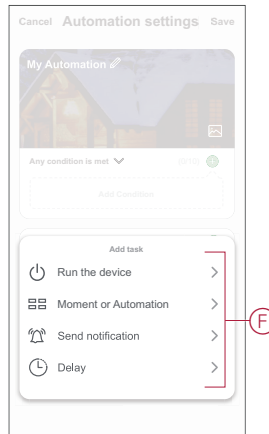 Cancel Automation settings Save
My Automation
Any condition is met
Add Condition
Add task
Run the device
Moment or Automation
Send notification
Delay
F